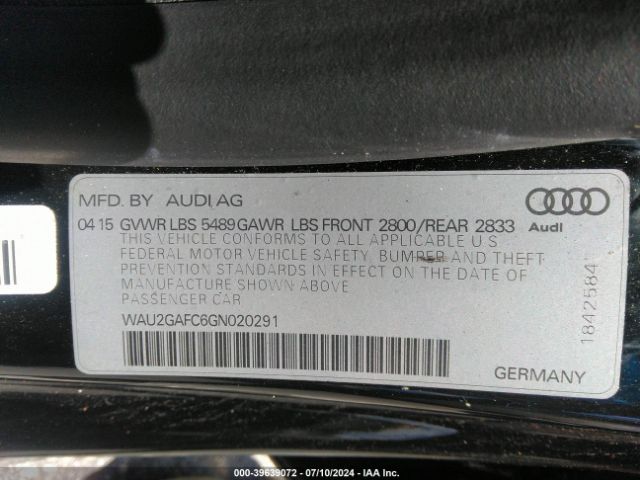 MFD. BY AUDI AG
04 15 GVWR LBS 5489 GAWR LBS FRONT 2800/REAR 2833
Audi
THIS VEHICLE CONFORMS TO ALL APPLICABLE U.S
FEDERAL MOTOR VEHICLE SAFETY, BUMPER AND THEFT
PREVENTION STANDARDS IN EFFECT ON THE DATE OF
MANUFACTURE SHOWN ABOVE
PASSENGER CAR
WAU2GAFC6GN020291
1842584
GERMANY
000-39639072 - 07/10/2024 - IAA Inc.